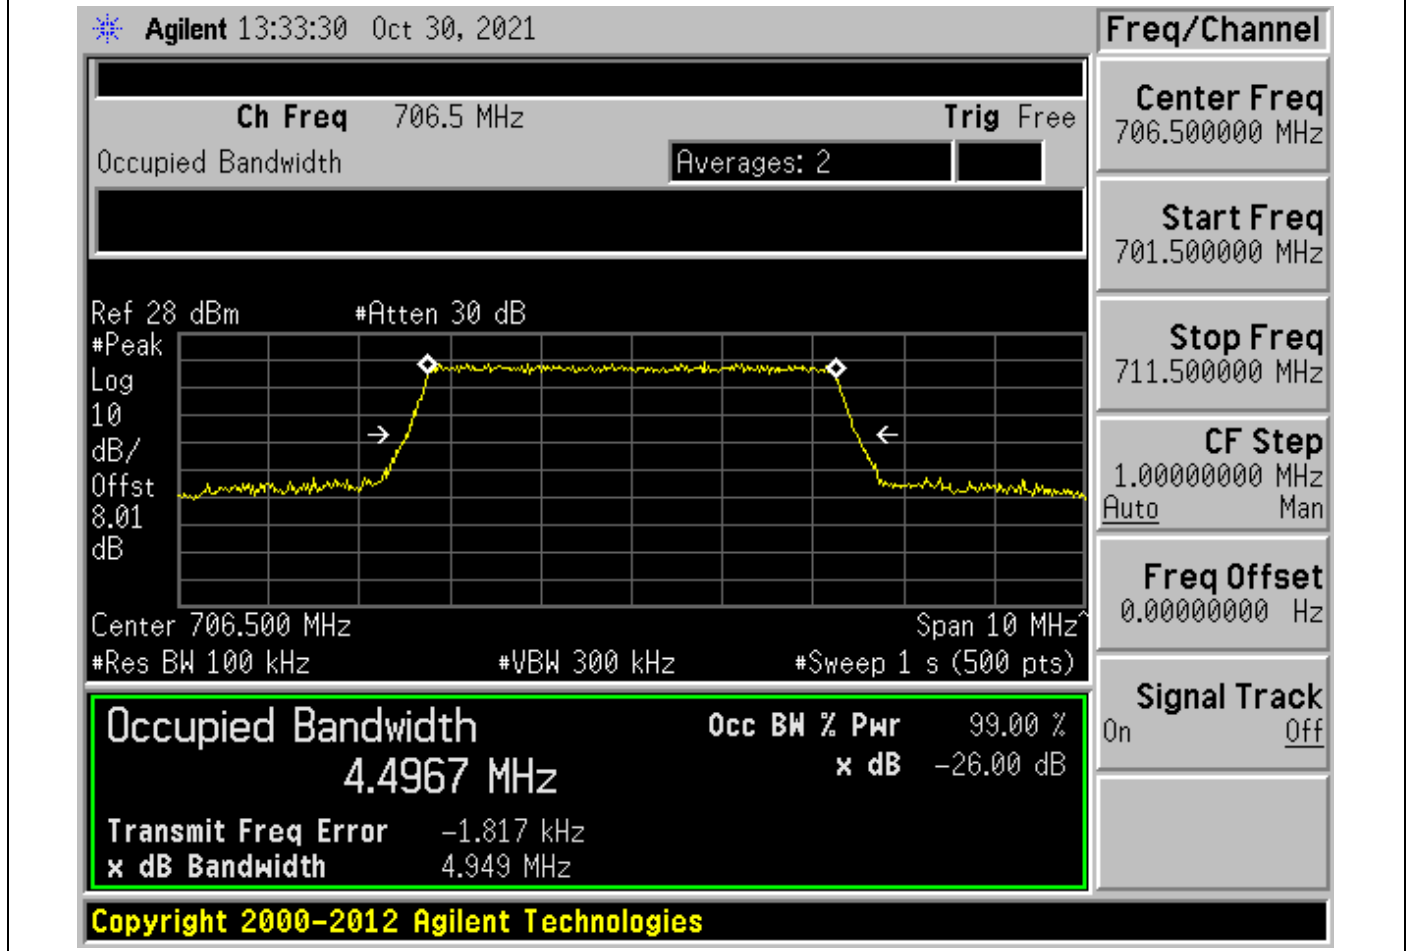 Agilent 13:33:30 Oct 30, 2021
Ch Freq 706.5 MHz Trig Free
Occupied Bandwidth Averages: 2
Ref 28 dBm #Atten 30 dB
#Peak
Log
10
dB/
Offst
8.01
dB
Center 706.500 MHz Span 10 MHz^
#Res BW 100 kHz #VBW 300 kHz #Sweep 1 s (500 pts)
Occupied Bandwidth Occ BW % Pwr 99.00 %
4.4967 MHz x dB -26.00 dB
Transmit Freq Error -1.817 kHz
x dB Bandwidth 4.949 MHz
Copyright 2000-2012 Agilent Technologies
Freq/Channel
Center Freq
706.500000 MHz
Start Freq
701.500000 MHz
Stop Freq
711.500000 MHz
CF Step
1.00000000 MHz
Auto Man
Freq Offset
0.00000000 Hz
Signal Track
On Off